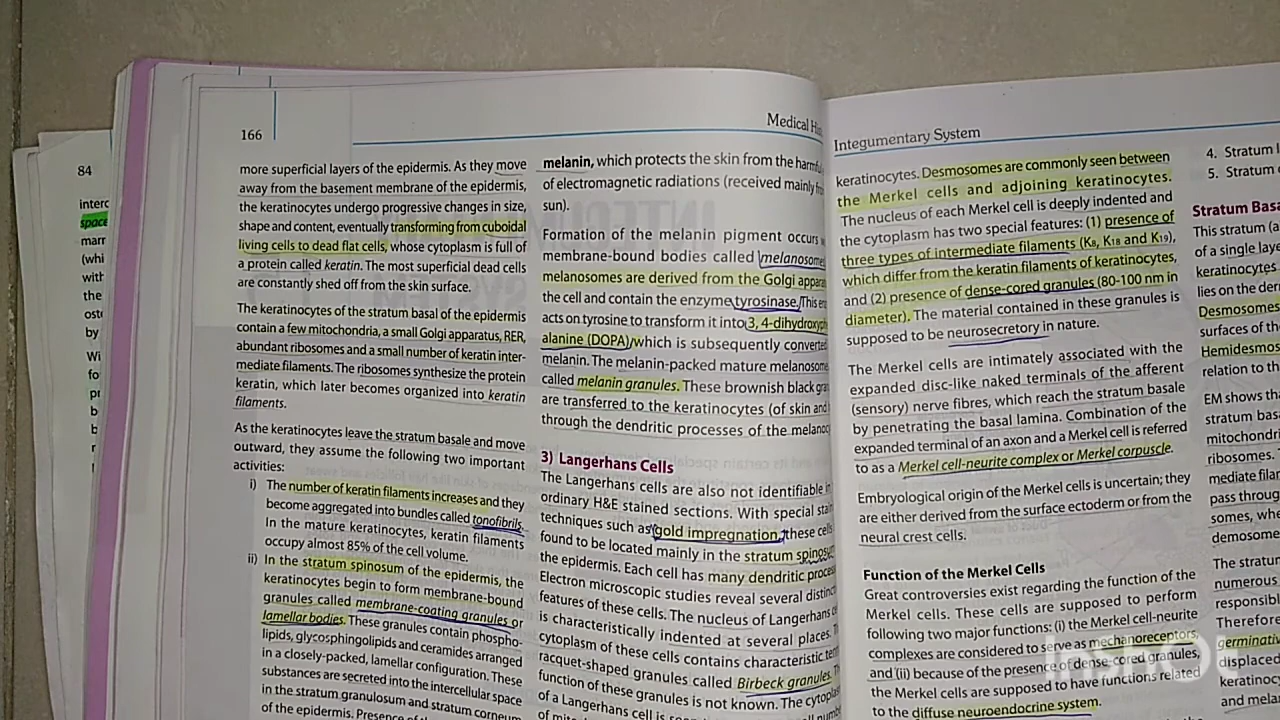 84
interc
space
marr
(whi
with
the
oste
by
Wi
fo
pr
b
b
r
166
Medical Hi
more superficial layers of the epidermis. As they move
away from the basement membrane of the epidermis,
the keratinocytes undergo progressive changes in size,
shape and content, eventually transforming from cuboidal
living cells to dead flat cells, whose cytoplasm is full of
a protein called keratin. The most superficial dead cells
are constantly shed off from the skin surface.
The keratinocytes of the stratum basal of the epidermis
contain a few mitochondria, a small Golgi apparatus, RER,
abundant ribosomes and a small number of keratin inter-
mediate filaments. The ribosomes synthesize the protein
keratin, which later becomes organized into keratin
filaments.
As the keratinocytes leave the stratum basale and move
outward, they assume the following two important
activities:
i) The number of keratin filaments increases and they
become aggregated into bundles called tonofibrils.
In the mature keratinocytes, keratin filaments
occupy almost 85% of the cell volume.
ii) In the stratum spinosum of the epidermis, the
keratinocytes begin to form membrane-bound
granules called membrane-coating granules or
lamellar bodies. These granules contain phospho-
lipids, glycosphingolipids and ceramides arranged
in a closely-packed, lamellar configuration. These
substances are secreted into the intercellular space
in the stratum granulosum and stratum corneum
of the epidermis. Presence of
melanin, which protects the skin from the harmf
of electromagnetic radiations (received mainly fr
sun).
Formation of the melanin pigment occurs
membrane-bound bodies called melanosome
melanosomes are derived from the Golgi appara
the cell and contain the enzyme tyrosinase. This en
acts on tyrosine to transform it into 3, 4-dihydroxyph
alanine (DOPA) which is subsequently converted
melanin. The melanin-packed mature melanosome
called melanin granules. These brownish black gra
are transferred to the keratinocytes (of skin and
through the dendritic processes of the melanoc
3) Langerhans Cells
The Langerhans cells are also not identifiable in
ordinary H&E stained sections. With special stai
techniques such as gold impregnation, these cells
found to be located mainly in the stratum spinosum
the epidermis. Each cell has many dendritic proces
Electron microscopic studies reveal several distinct
features of these cells. The nucleus of Langerhans ce
is characteristically indented at several places. T
cytoplasm of these cells contains characteristic ten
racquet-shaped granules called Birbeck granules. Th
function of these granules is not known. The cytopl
of a Langerhans cell is
Integumentary System
keratinocytes. Desmosomes are commonly seen between
the Merkel cells and adjoining keratinocytes.
The nucleus of each Merkel cell is deeply indented and
the cytoplasm has two special features: (1) presence of
three types of intermediate filaments (K8, K18 and K19),
which differ from the keratin filaments of keratinocytes,
and (2) presence of dense-cored granules (80-100 nm in
diameter). The material contained in these granules is
supposed to be neurosecretory in nature.
The Merkel cells are intimately associated with the
expanded disc-like naked terminals of the afferent
(sensory) nerve fibres, which reach the stratum basale
by penetrating the basal lamina. Combination of the
expanded terminal of an axon and a Merkel cell is referred
to as a Merkel cell-neurite complex or Merkel corpuscle.
Embryological origin of the Merkel cells is uncertain; they
are either derived from the surface ectoderm or from the
neural crest cells.
Function of the Merkel Cells
Great controversies exist regarding the function of the
Merkel cells. These cells are supposed to perform
following two major functions: (i) the Merkel cell-neurite
complexes are considered to serve as mechanoreceptors,
and (ii) because of the presence of dense-cored granules,
the Merkel cells are supposed to have functions related
to the diffuse neuroendocrine system.
4. Stratum l
5. Stratum
Stratum Basa
This stratum (a
of a single laye
keratinocytes
lies on the der
Desmosomes
surfaces of th
Hemidesmos
relation to th
EM shows tha
stratum bas
mitochondri
ribosomes.
mediate filar
pass through
somes, whe
demosome
The stratur
numerous
responsibl
Therefore
germinativ
displaced
keratinoc
and mela